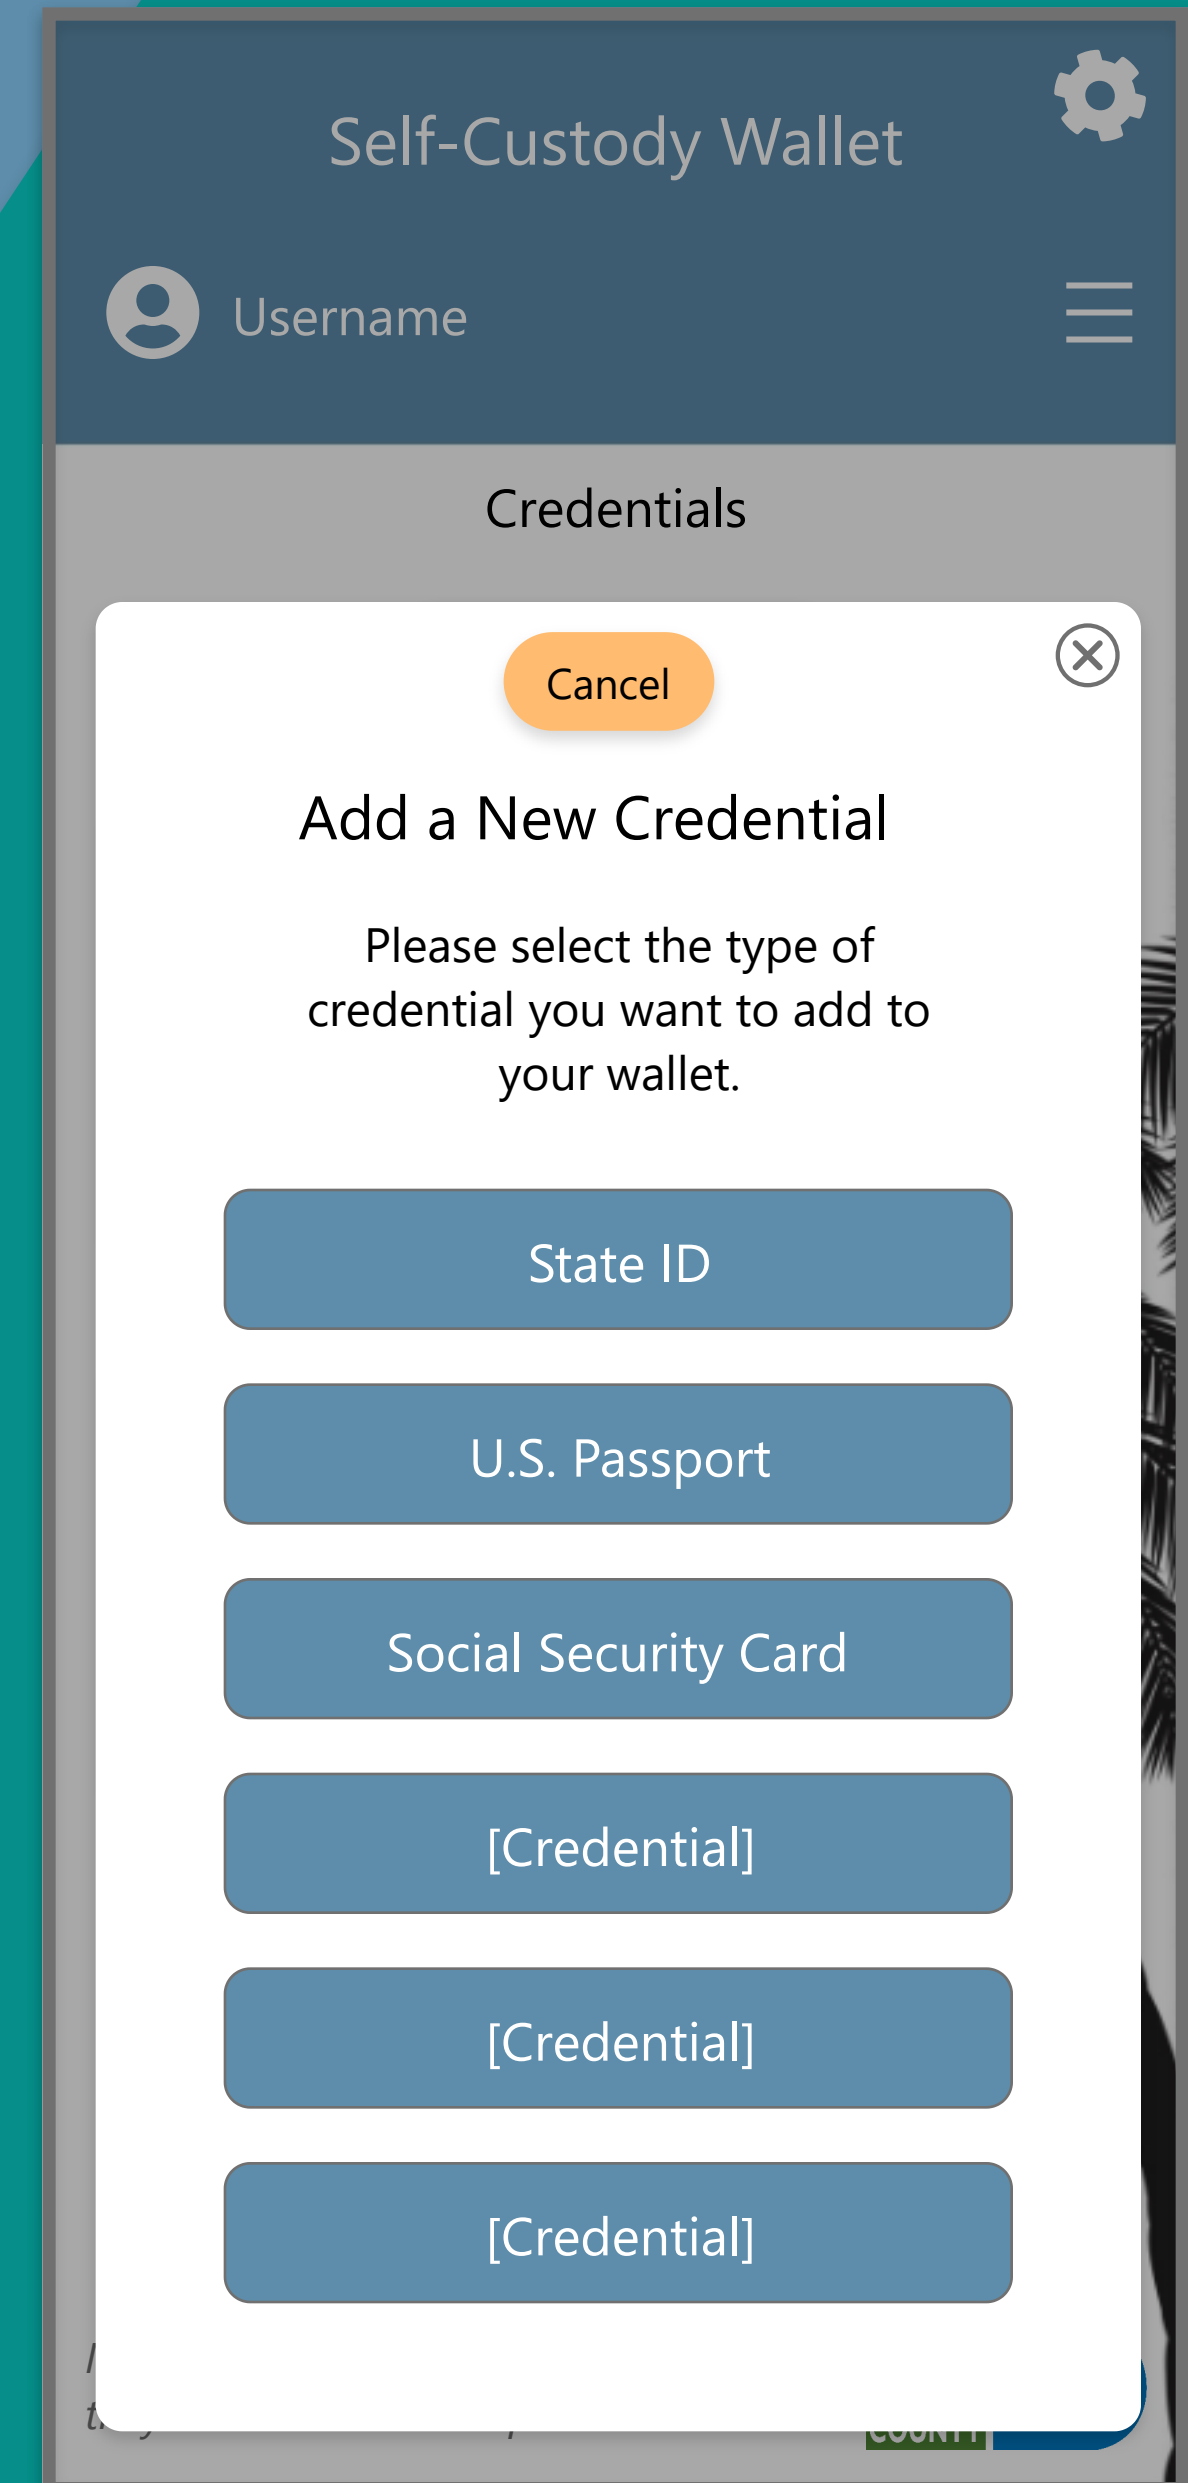 Self-Custody Wallet
Username
Credentials
Cancel
Add a New Credential
Please select the type of
credential you want to add to
your wallet.
State ID
U.S. Passport
Social Security Card
[Credential]
[Credential]
[Credential]